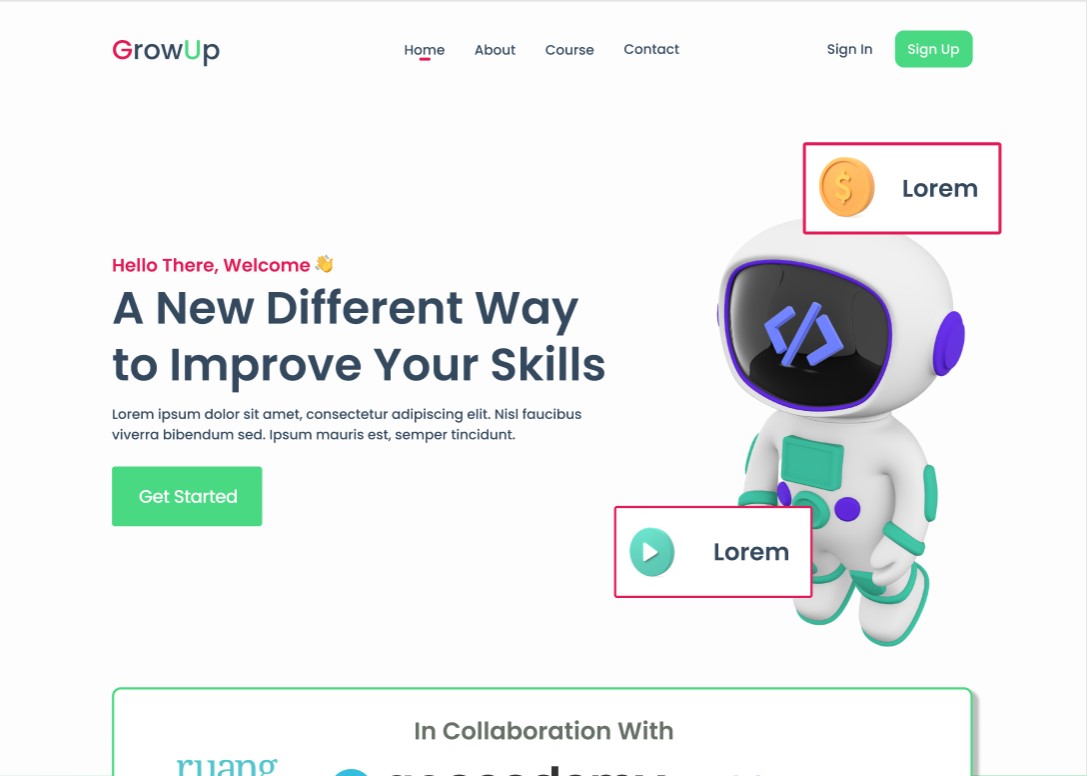 GrowUp
Home About Course Contact
Sign In Sign Up
Lorem
Hello There, Welcome 👋
A New Different Way
to Improve Your Skills
Lorem ipsum dolor sit amet, consectetur adipiscing elit. Nisl faucibus
viverra bibendum sed. Ipsum mauris est, semper tincidunt.
Get Started
Lorem
In Collaboration With
ruang